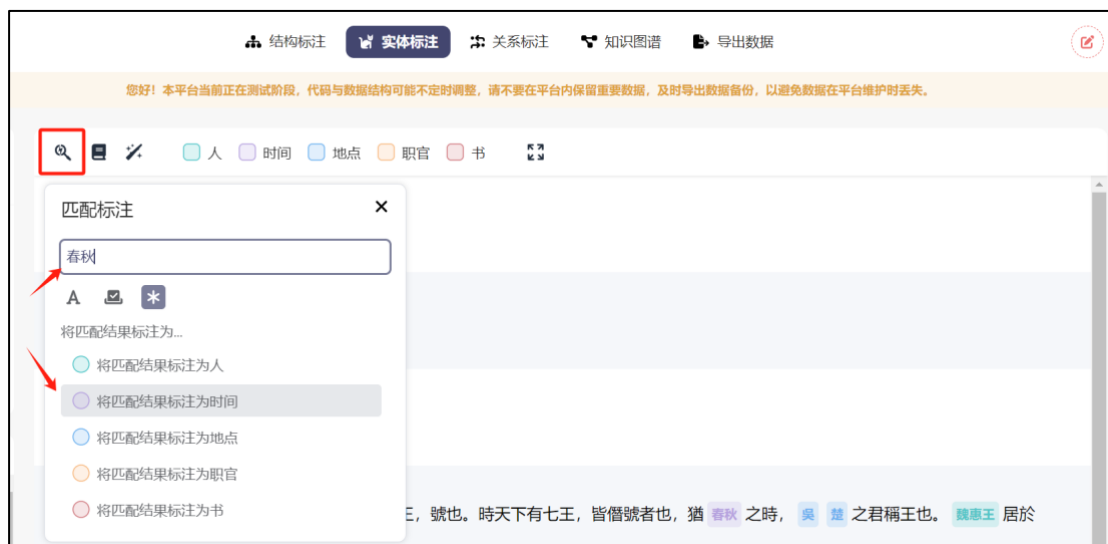 结构标注 实体标注 关系标注 知识图谱 导出数据
您好！本平台当前正在测试阶段，代码与数据结构可能不定时调整，请不要在平台内保留重要数据，及时导出数据备份，以避免数据在平台维护时丢失。
人 时间 地点 职官 书
匹配标注
春秋
A
将匹配结果标注为...
将匹配结果标注为人
将匹配结果标注为时间
将匹配结果标注为地点
将匹配结果标注为职官
将匹配结果标注为书
王，號也。時天下有七王，皆僭號者也，猶 春秋 之時， 吳 楚 之君稱王也。 魏惠王 居於